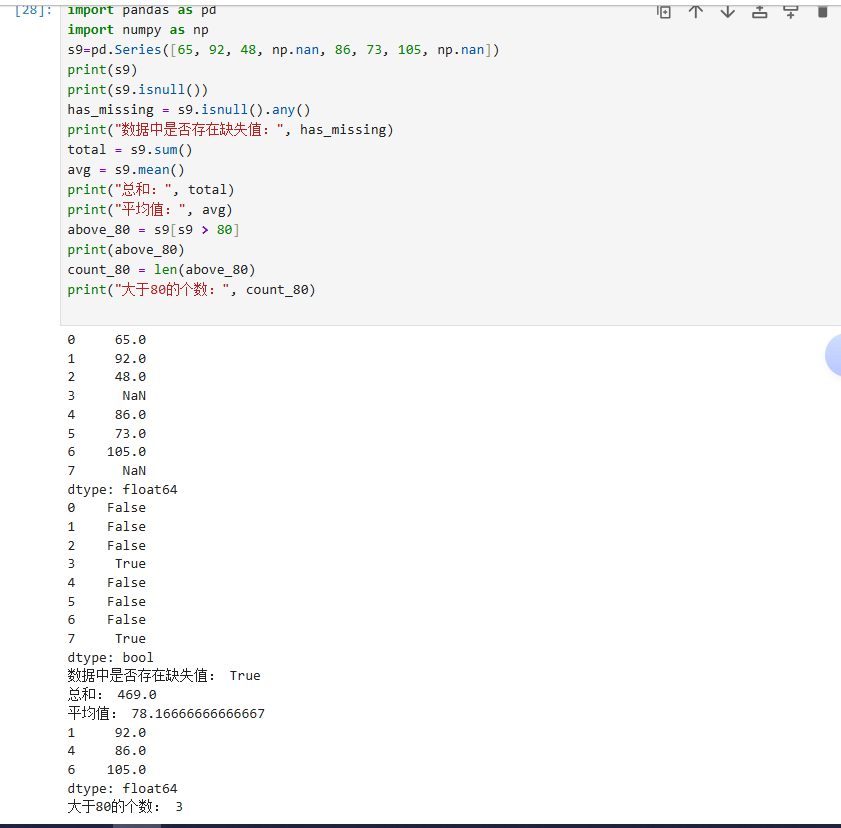 [28]: import pandas as pd
import numpy as np
s9=pd.Series([65, 92, 48, np.nan, 86, 73, 105, np.nan])
print(s9)
print(s9.isnull())
has_missing = s9.isnull().any()
print("数据中是否存在缺失值：", has_missing)
total = s9.sum()
avg = s9.mean()
print("总和：", total)
print("平均值：", avg)
above_80 = s9[s9 > 80]
print(above_80)
count_80 = len(above_80)
print("大于80的个数：", count_80)
0     65.0
1     92.0
2     48.0
3      NaN
4     86.0
5     73.0
6    105.0
7      NaN
dtype: float64
0    False
1    False
2    False
3     True
4    False
5    False
6    False
7     True
dtype: bool
数据中是否存在缺失值： True
总和： 469.0
平均值： 78.16666666666667
1     92.0
4     86.0
6    105.0
dtype: float64
大于80的个数： 3